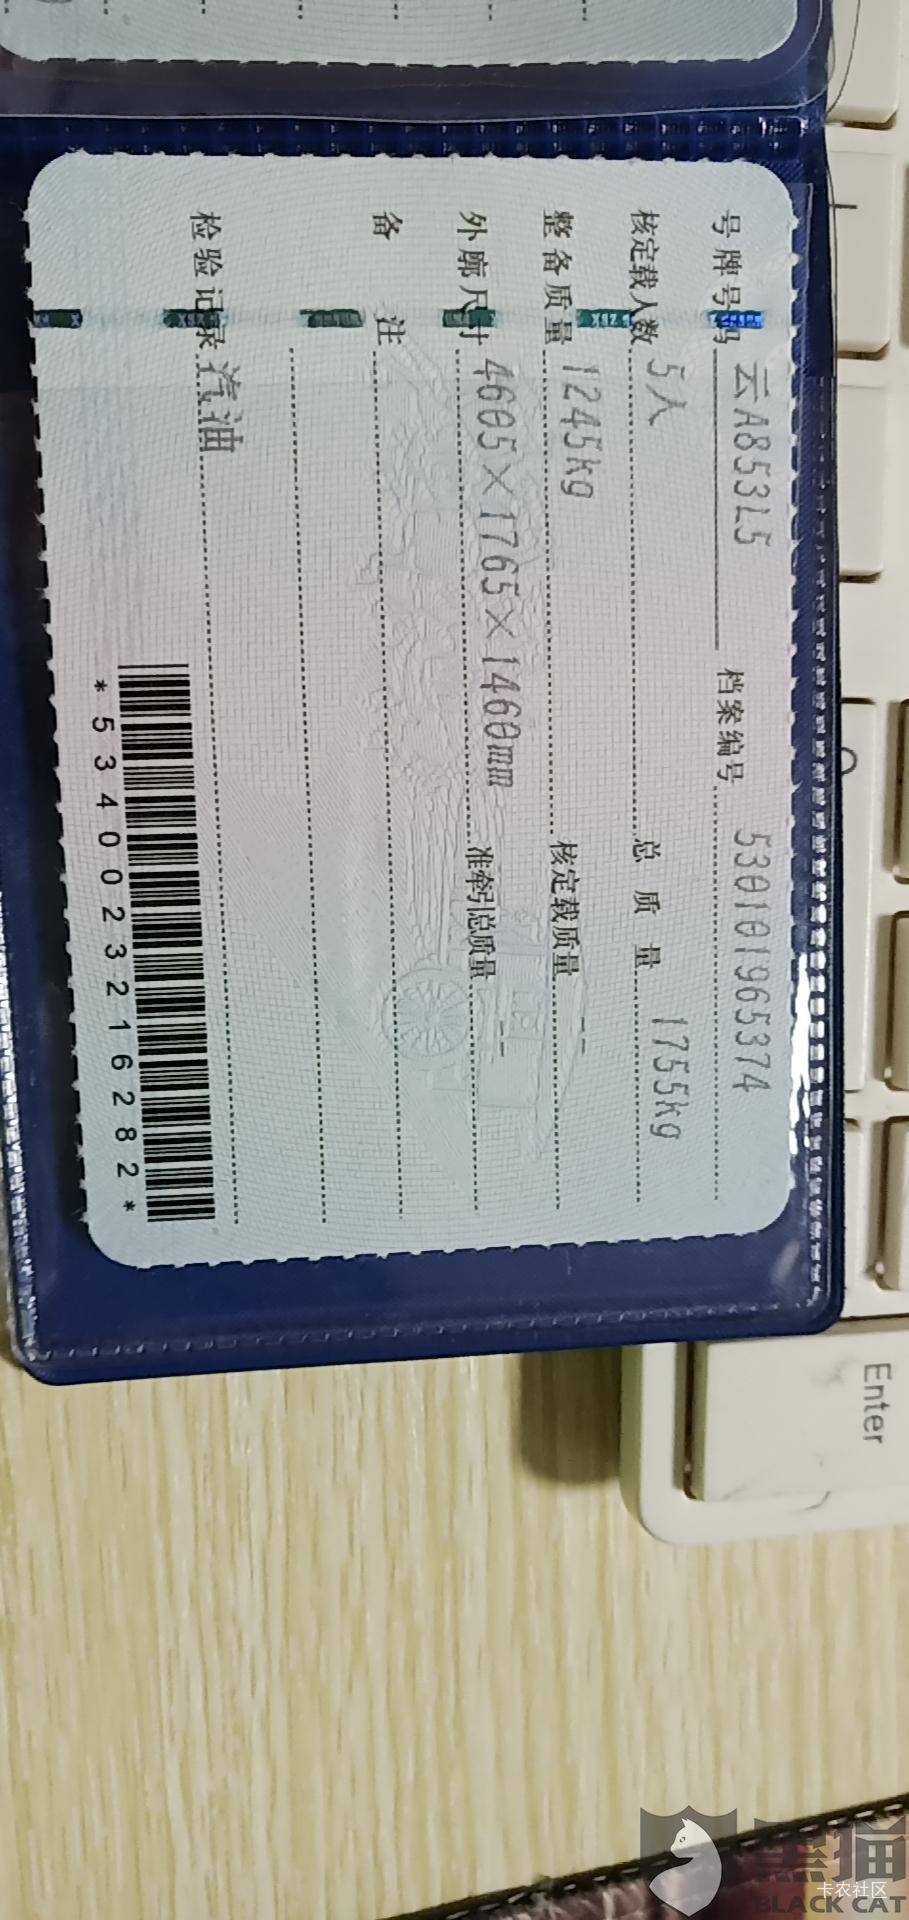 号牌号码 云A853L5 档案编号 530101965374
核定载人数 5人 总质量 1755kg
整备质量 1245kg 核定载质量 --
外廓尺寸 4605×1765×1460mm 准牵引总质量 --
备注
检验记录 汽油
*5340023216282*
Enter
黑猫
BLACK CAT
卡农社区